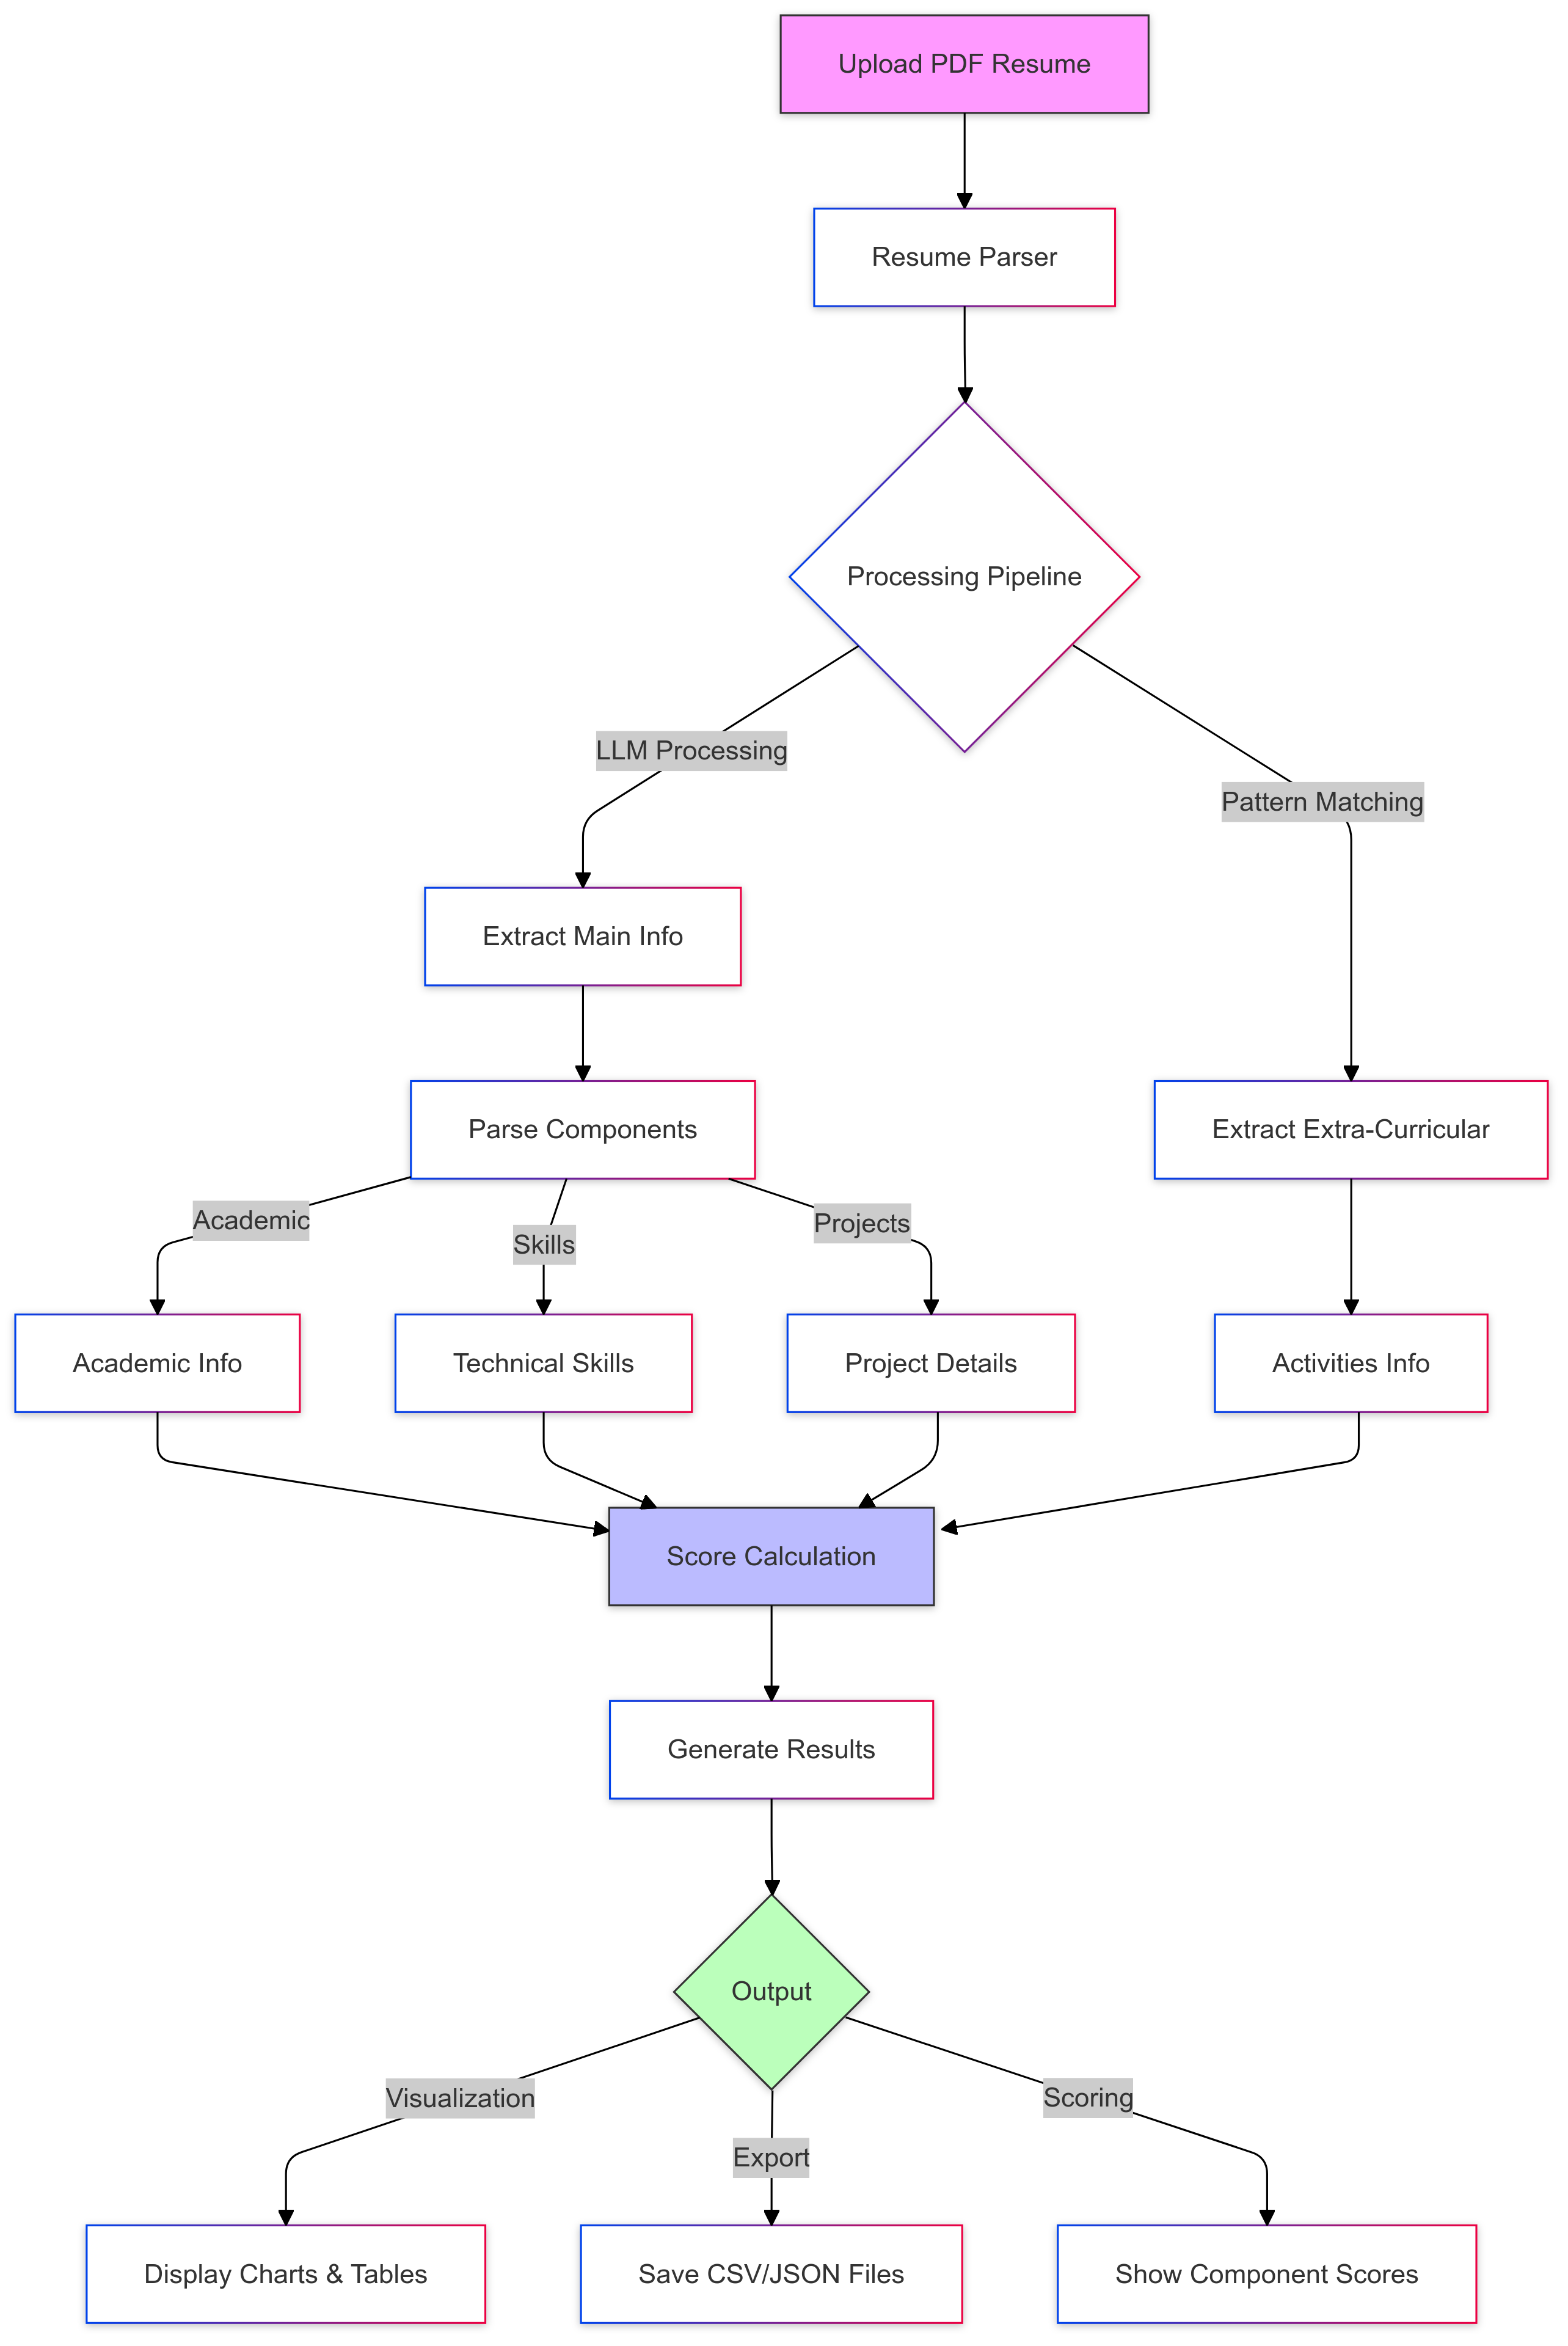 Upload PDF Resume
Resume Parser
Processing Pipeline
LLM Processing
Pattern Matching
Extract Main Info
Parse Components
Extract Extra-Curricular
Academic
Skills
Projects
Academic Info
Technical Skills
Project Details
Activities Info
Score Calculation
Generate Results
Output
Visualization
Export
Scoring
Display Charts & Tables
Save CSV/JSON Files
Show Component Scores